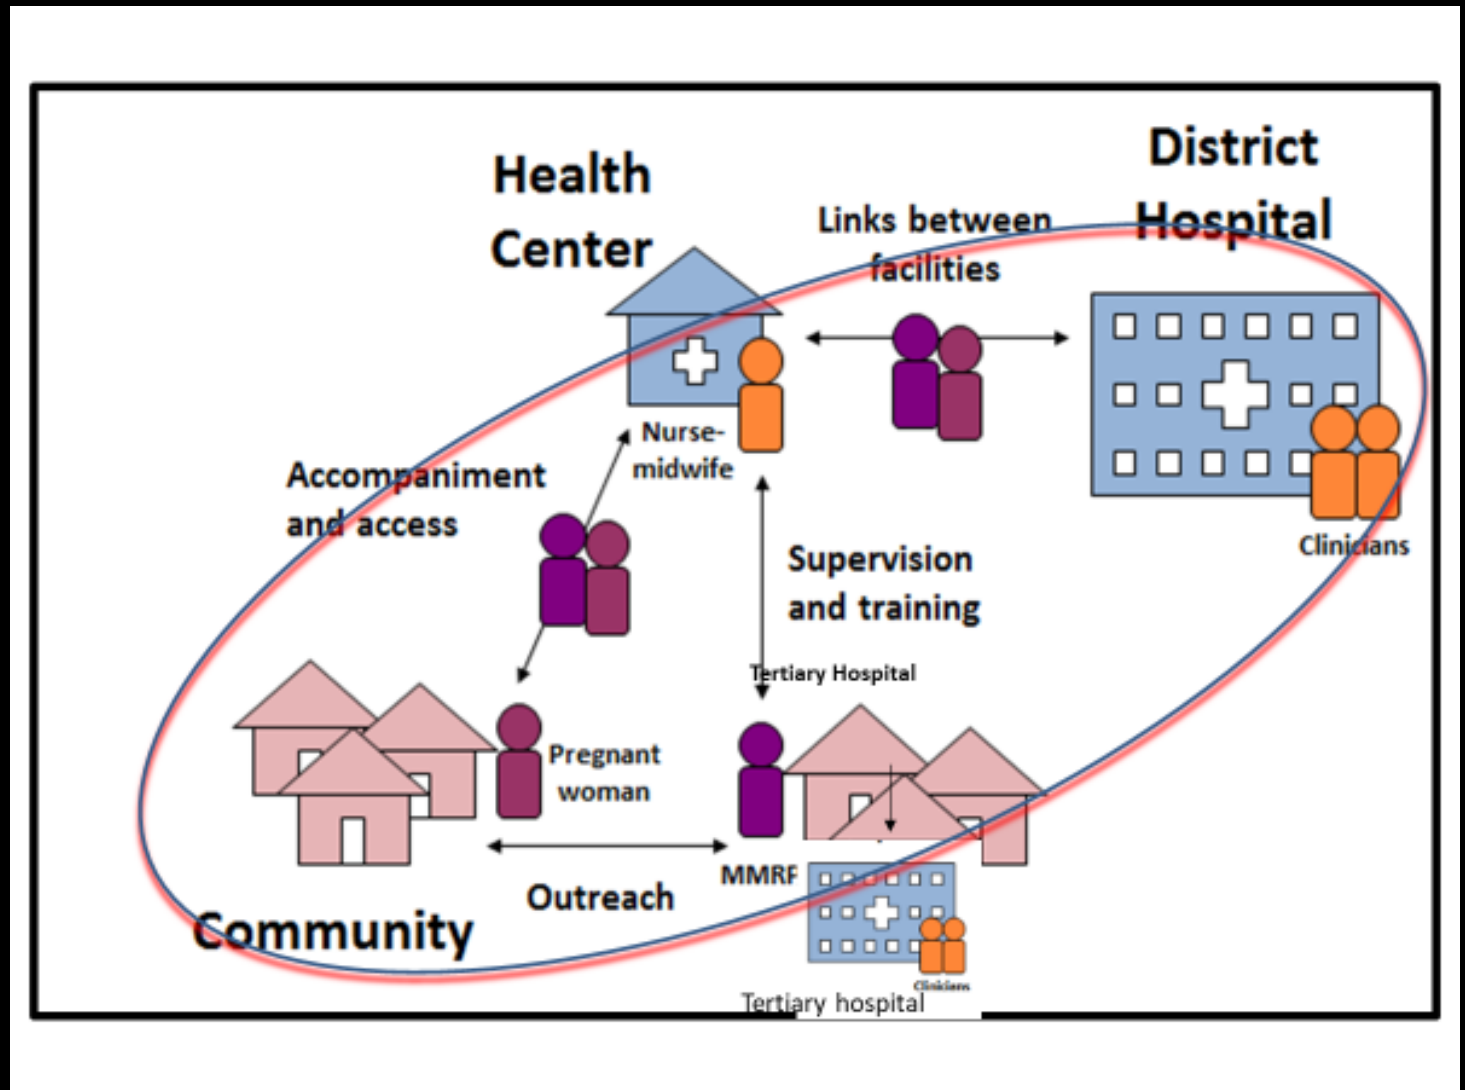 Health
Center
District
Hospital
Links between
facilities
Nurse-
midwife
Accompaniment
and access
Clinicians
Supervision
and training
Tertiary Hospital
Pregnant
woman
MMRF
Outreach
Community
Clinicians
Tertiary hospital